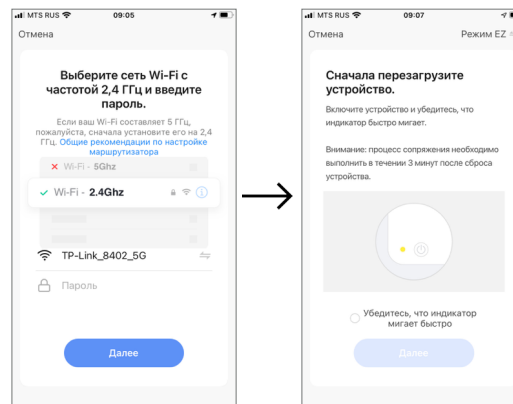 MTS RUS 09:05
Отмена
Выберите сеть Wi-Fi с
частотой 2,4 ГГц и введите
пароль.
Если ваш Wi-Fi составляет 5 ГГц,
пожалуйста, сначала установите его на 2,4
ГГц. Общие рекомендации по настройке
маршрутизатора
Wi-Fi - 5Ghz
Wi-Fi - 2.4Ghz
TP-Link_8402_5G
Пароль
Далее
MTS RUS 09:07
Отмена Режим EZ
Сначала перезагрузите
устройство.
Включите устройство и убедитесь, что
индикатор быстро мигает.
Внимание: процесс сопряжения необходимо
выполнить в течении 3 минут после сброса
устройства.
Убедитесь, что индикатор
мигает быстро
Далее